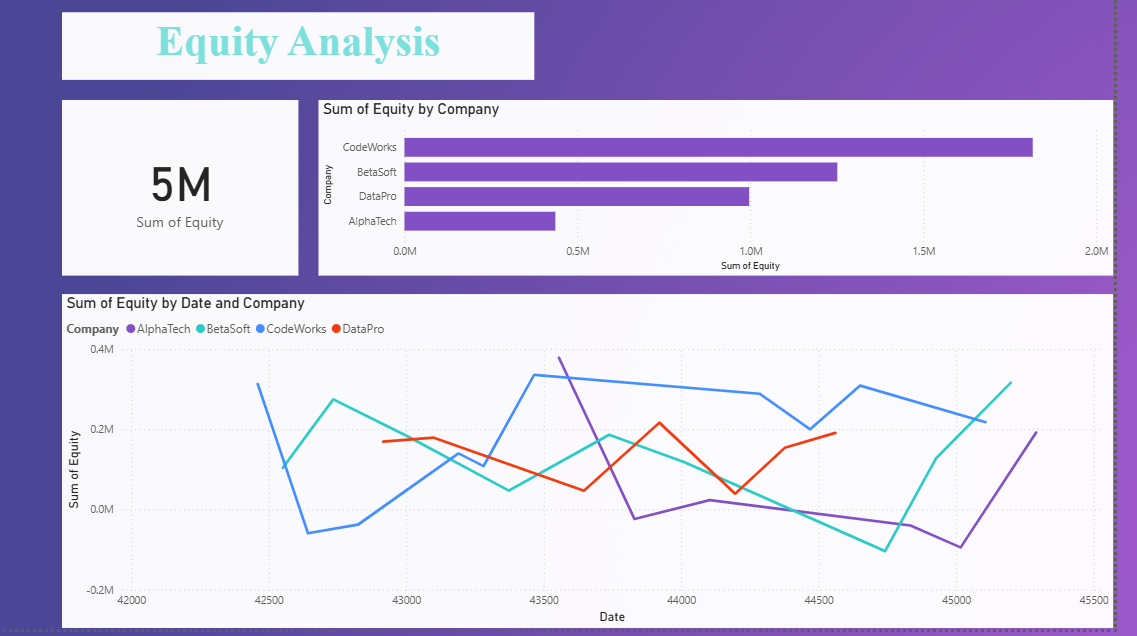 Equity Analysis
5M
Sum of Equity
Sum of Equity by Company
Company
CodeWorks
BetaSoft
DataPro
AlphaTech
0.0M 0.5M 1.0M 1.5M 2.0M
Sum of Equity
Sum of Equity by Date and Company
Company AlphaTech BetaSoft CodeWorks DataPro
Sum of Equity
0.4M
0.2M
0.0M
-0.2M
42000 42500 43000 43500 44000 44500 45000 45500
Date